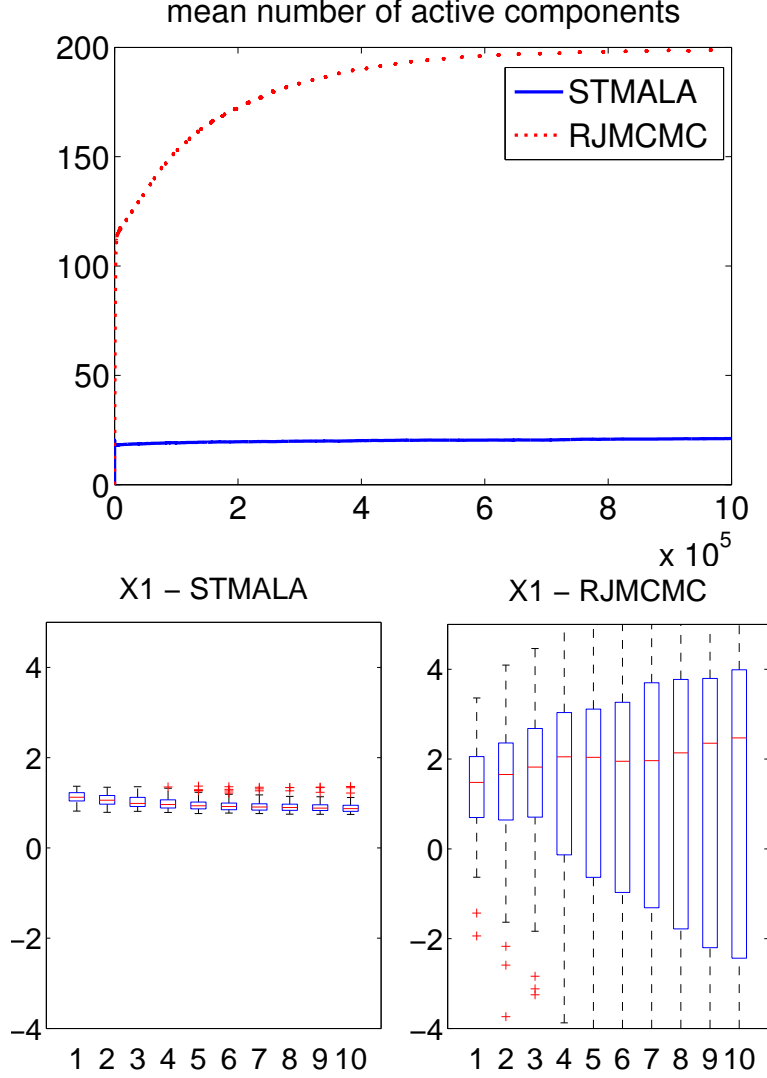 mean number of active components
200
150
100
50
0
STMALA
RJMCMC
0 2 4 6 8 10
x 10^5
X1 – STMALA
4
2
0
−2
−4
1 2 3 4 5 6 7 8 9 10
X1 – RJMCMC
4
2
0
−2
−4
1 2 3 4 5 6 7 8 9 10